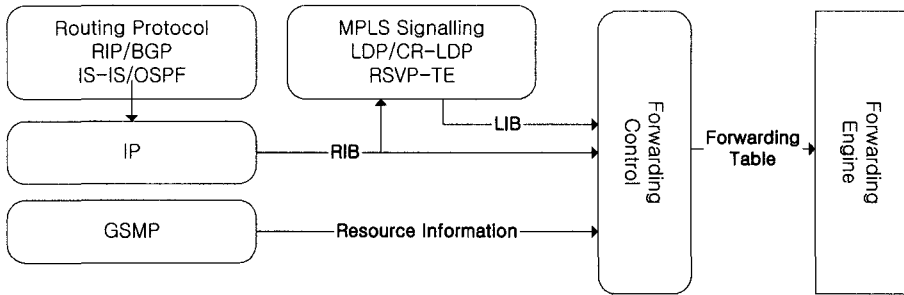 Routing Protocol
RIP/BGP
IS-IS/OSPF
MPLS Signalling
LDP/CR-LDP
RSVP-TE
LIB
IP
RIB
GSMP
Resource Information
Forwarding
Control
Forwarding
Table
Forwarding
Engine